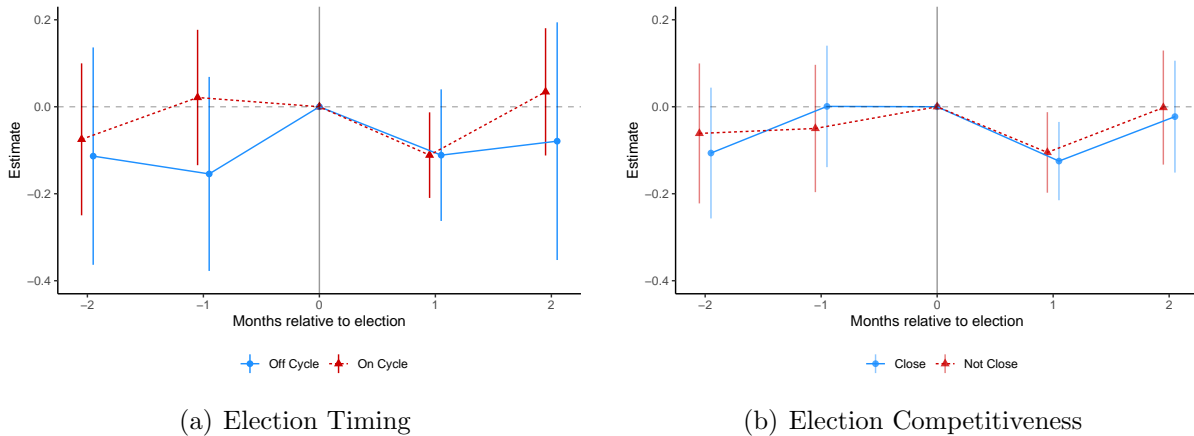 0.2
0.0
−0.2
−0.4
Estimate
−2 −1 0 1 2
Months relative to election
Off Cycle On Cycle
(a) Election Timing
0.2
0.0
−0.2
−0.4
Estimate
−2 −1 0 1 2
Months relative to election
Close Not Close
(b) Election Competitiveness